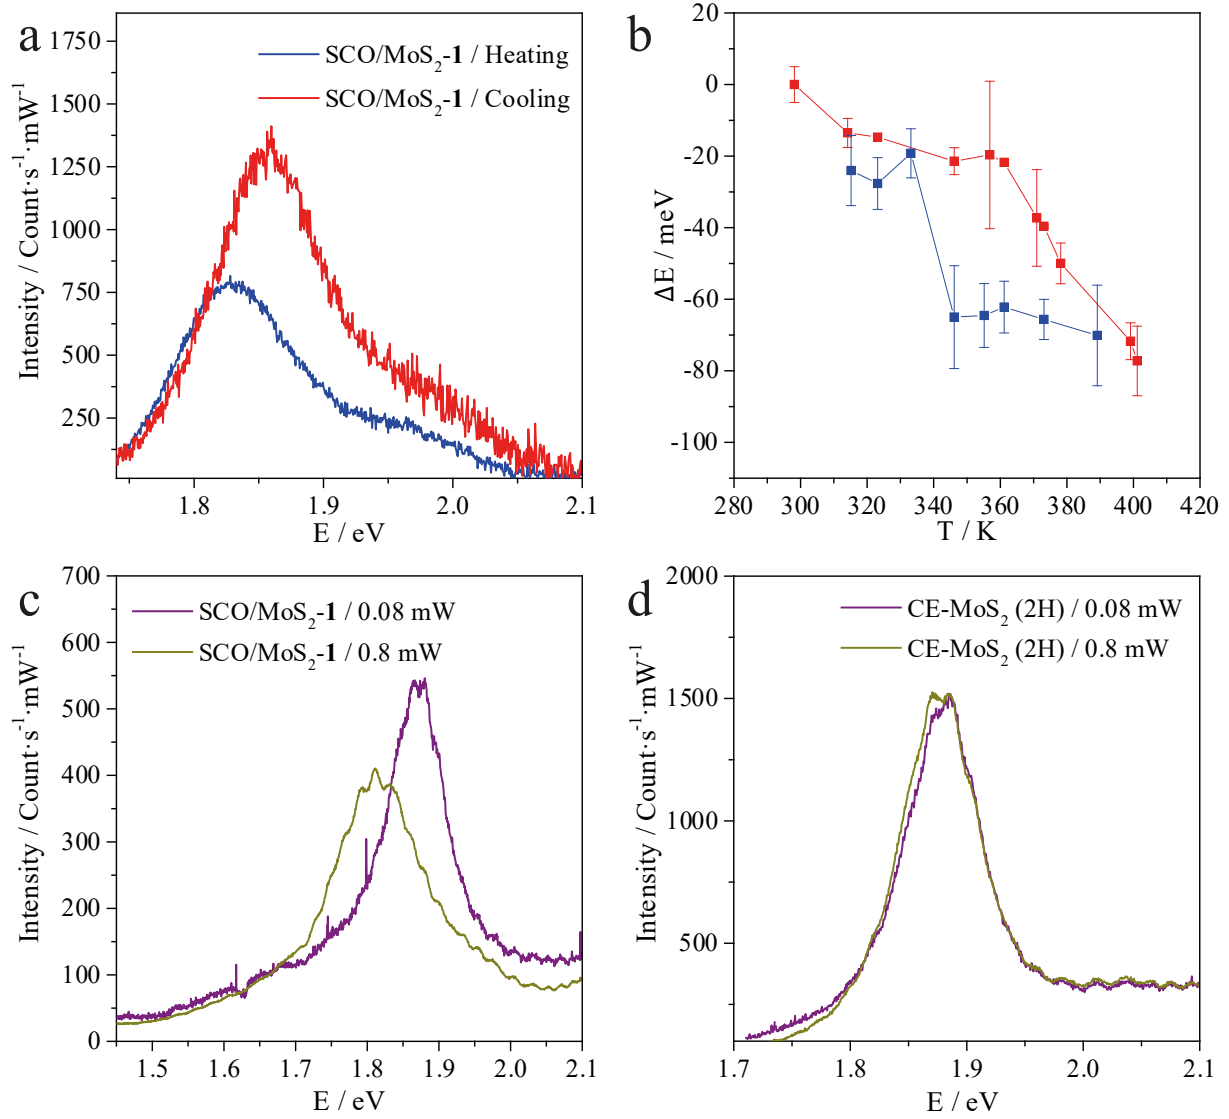 a
SCO/MoS₂-1 / Heating
SCO/MoS₂-1 / Cooling
Intensity / Count·s⁻¹·mW⁻¹
1750
1500
1250
1000
750
500
250
1.8 1.9 2.0 2.1
E / eV
b
ΔE / meV
0
-20
-40
-60
-80
-100
280 300 320 340 360 380 400 420
T / K
c
SCO/MoS₂-1 / 0.08 mW
SCO/MoS₂-1 / 0.8 mW
Intensity / Count·s⁻¹·mW⁻¹
700
600
500
400
300
200
100
0
1.5 1.6 1.7 1.8 1.9 2.0 2.1
E / eV
d
CE-MoS₂ (2H) / 0.08 mW
CE-MoS₂ (2H) / 0.8 mW
Intensity / Count·s⁻¹·mW⁻¹
2000
1500
1000
500
1.7 1.8 1.9 2.0 2.1
E / eV